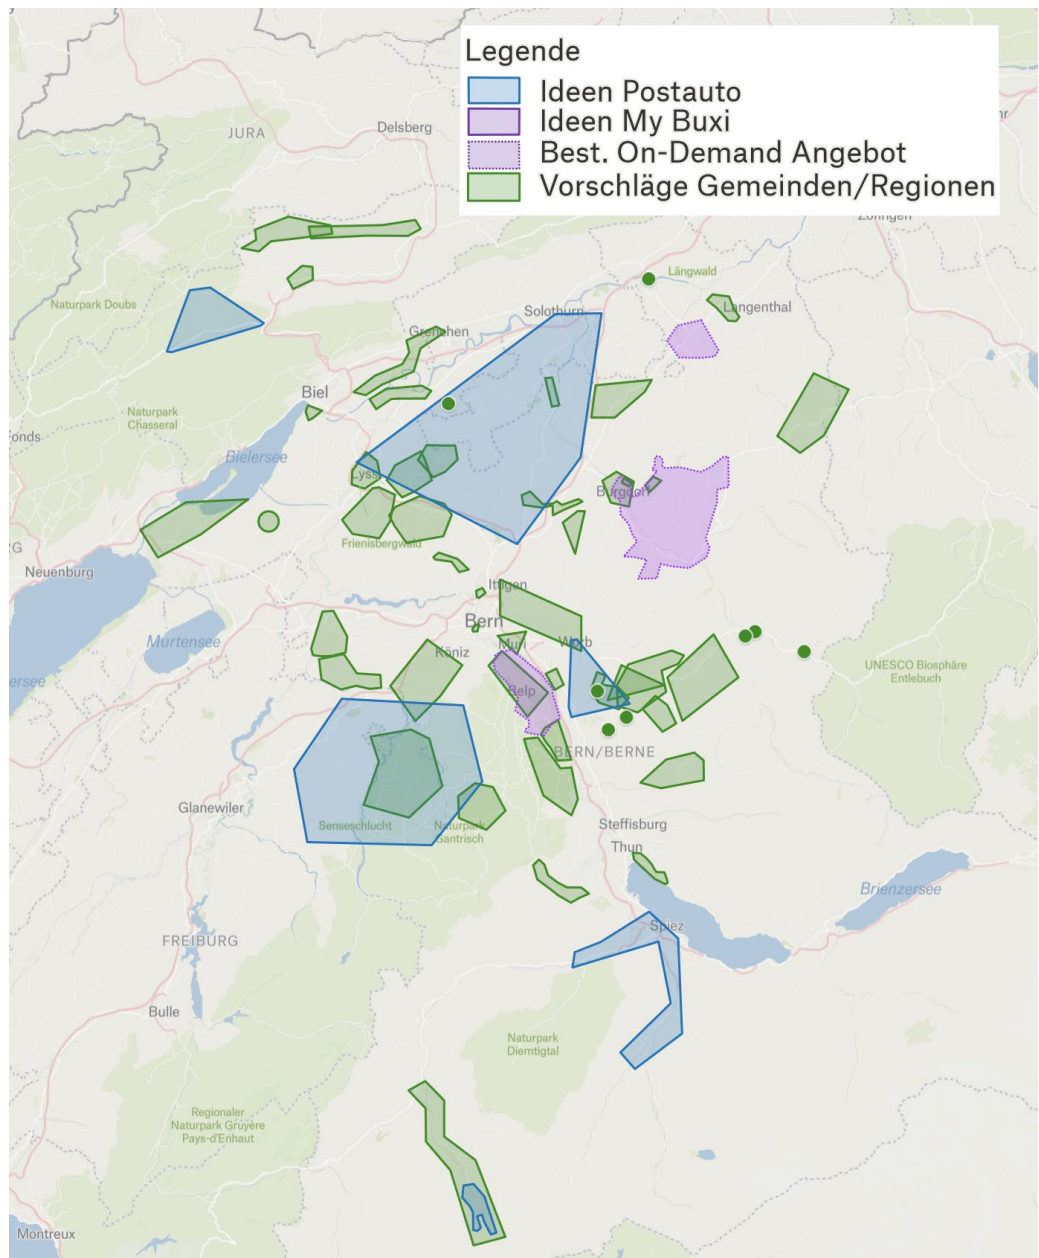 Legende
Ideen Postauto
Ideen My Buxi
Best. On-Demand Angebot
Vorschläge Gemeinden/Regionen
JURA
Delsberg
Zofingen
Naturpark Doubs
Längwald
Langenthal
Solothurn
Grenchen
Biel
Naturpark
Chasseral
Fonds
Bielersee
Lyss
Burgdorf
Frienisbergwald
Neuenburg
Ittigen
Bern
Murtensee
Muri
Worb
Köniz
UNESCO Biosphäre
Entlebuch
ersee
Belp
BERN/BERNE
Glanewiler
Senseschlucht
Naturpark
Gantrisch
Steffisburg
Thun
Brienzersee
Spiez
FREIBURG
Bulle
Naturpark
Diemtigtal
Regionaler
Naturpark Gruyère
Pays-d'Enhaut
Montreux